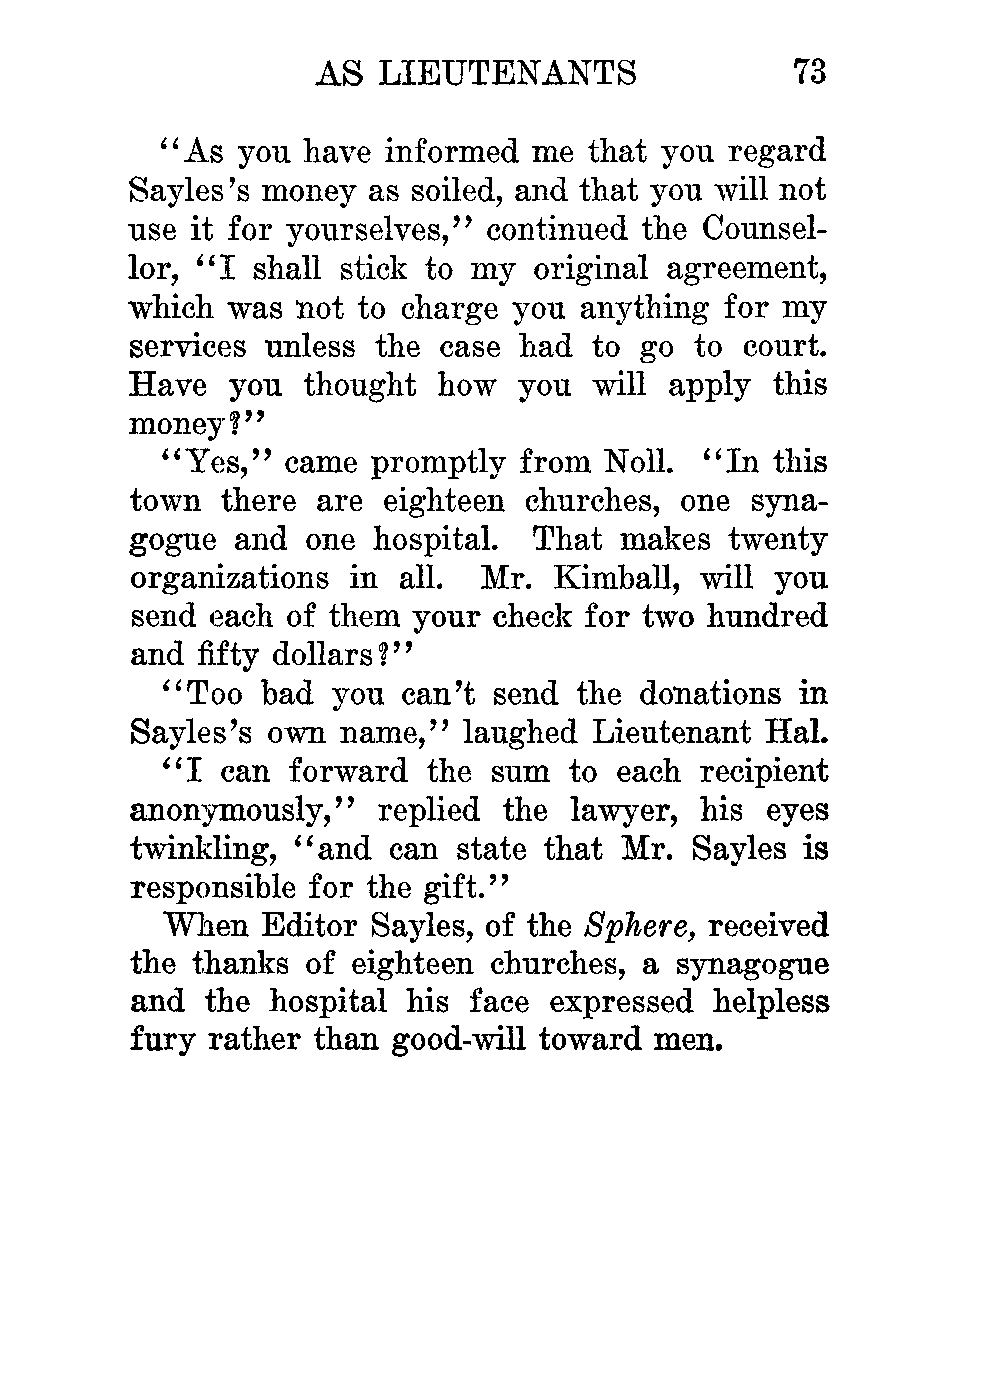 AS LIEUTENANTS 73
“As you have informed me that you regard
Sayles’s money as soiled, and that you will not
use it for yourselves,” continued the Counsel-
lor, “I shall stick to my original agreement,
which was not to charge you anything for my
services unless the case had to go to court.
Have you thought how you will apply this
money?”
“Yes,” came promptly from Noll. “In this
town there are eighteen churches, one syna-
gogue and one hospital. That makes twenty
organizations in all. Mr. Kimball, will you
send each of them your check for two hundred
and fifty dollars?”
“Too bad you can’t send the donations in
Sayles’s own name,” laughed Lieutenant Hal.
“I can forward the sum to each recipient
anonymously,” replied the lawyer, his eyes
twinkling, “and can state that Mr. Sayles is
responsible for the gift.”
When Editor Sayles, of the Sphere, received
the thanks of eighteen churches, a synagogue
and the hospital his face expressed helpless
fury rather than good-will toward men.